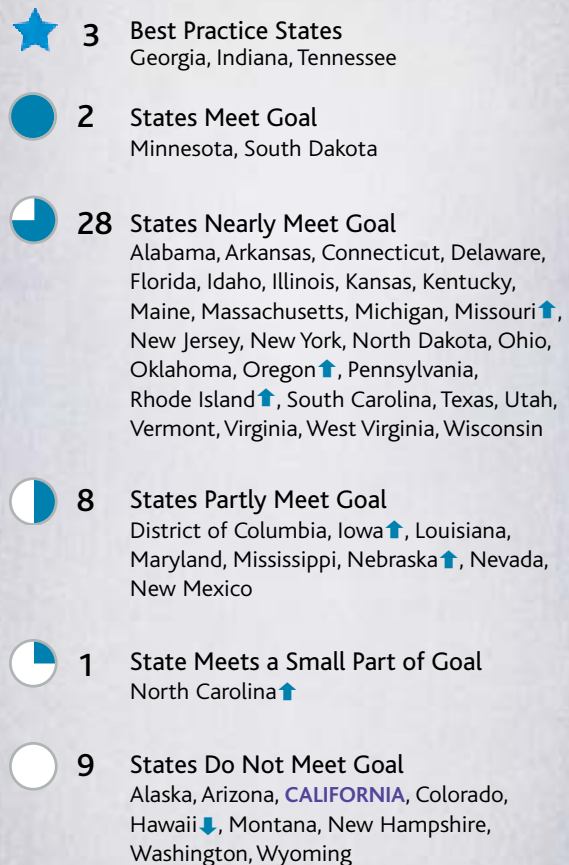 3 Best Practice States
Georgia, Indiana, Tennessee
2 States Meet Goal
Minnesota, South Dakota
28 States Nearly Meet Goal
Alabama, Arkansas, Connecticut, Delaware,
Florida, Idaho, Illinois, Kansas, Kentucky,
Maine, Massachusetts, Michigan, Missouri⬆,
New Jersey, New York, North Dakota, Ohio,
Oklahoma, Oregon⬆, Pennsylvania,
Rhode Island⬆, South Carolina, Texas, Utah,
Vermont, Virginia, West Virginia, Wisconsin
8 States Partly Meet Goal
District of Columbia, Iowa⬆, Louisiana,
Maryland, Mississippi, Nebraska⬆, Nevada,
New Mexico
1 State Meets a Small Part of Goal
North Carolina⬆
9 States Do Not Meet Goal
Alaska, Arizona, CALIFORNIA, Colorado,
Hawaii⬇, Montana, New Hampshire,
Washington, Wyoming